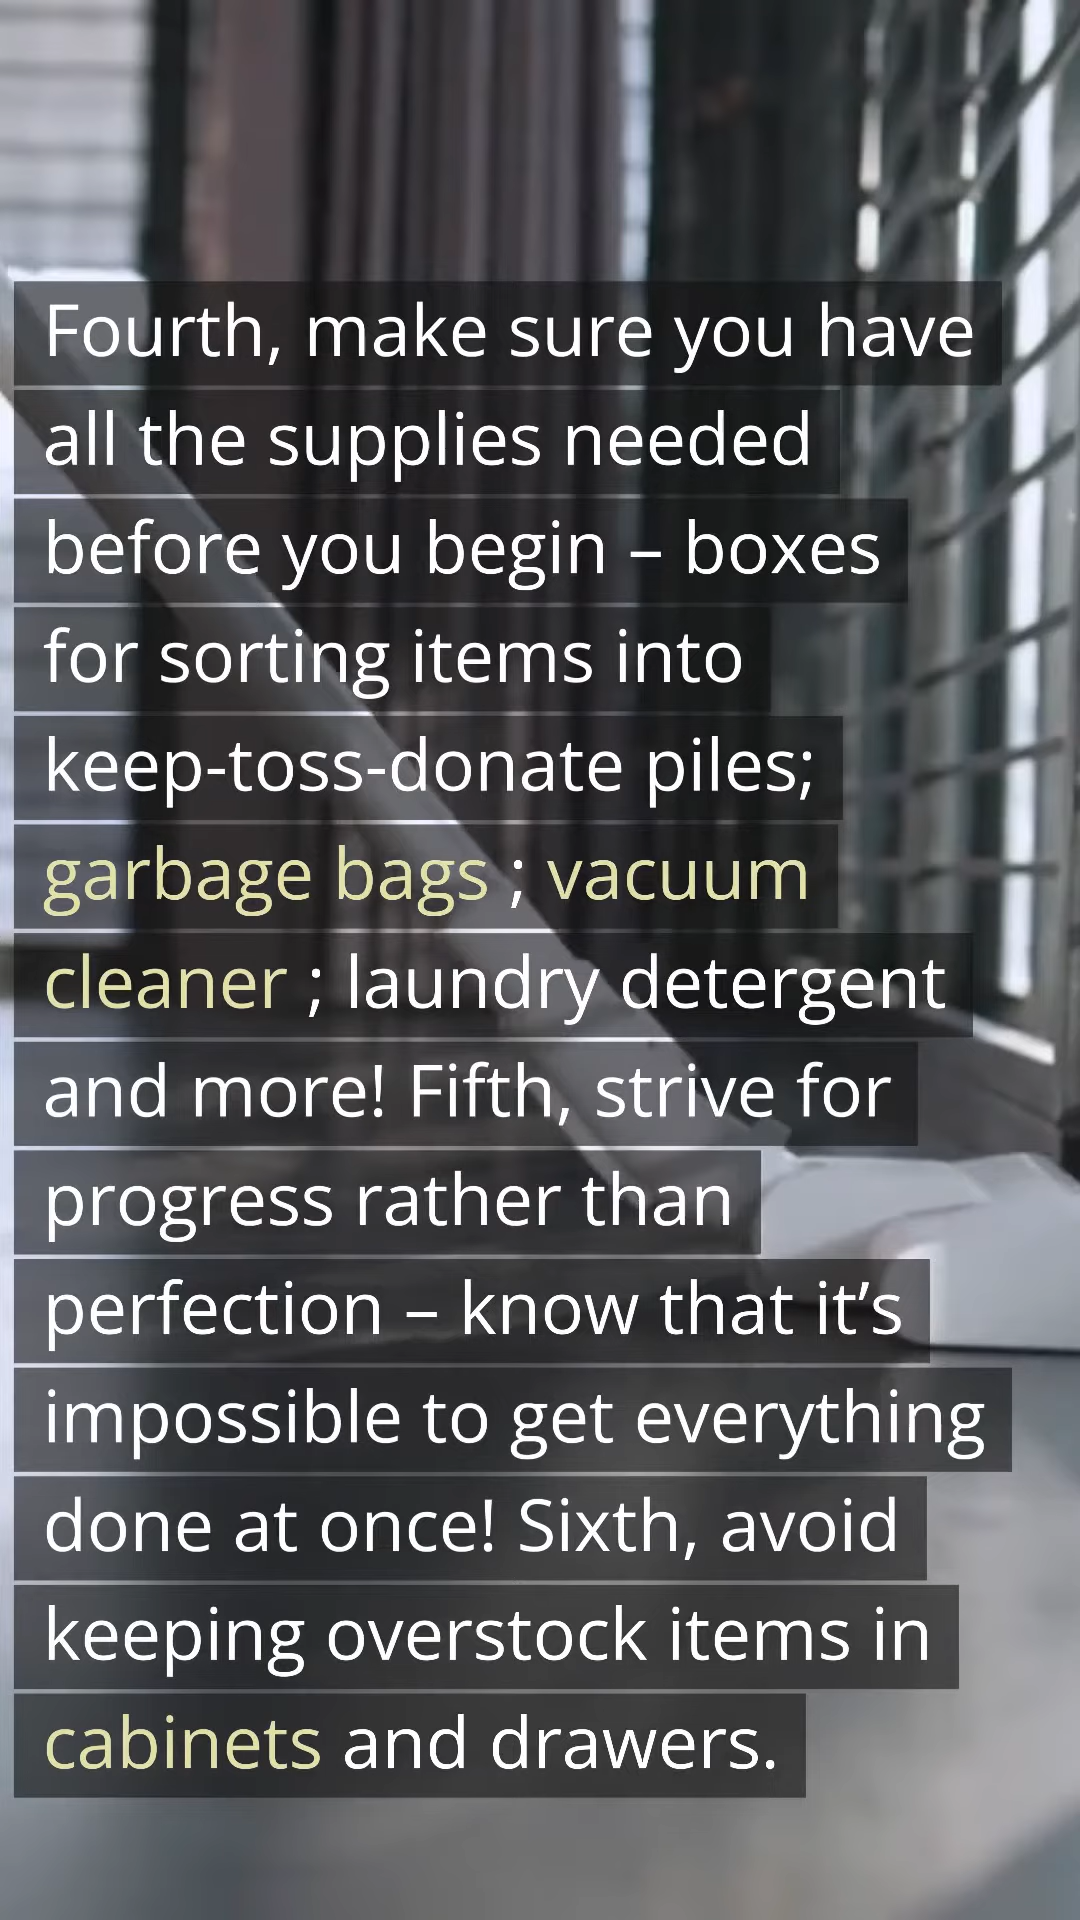 Fourth, make sure you have
all the supplies needed
before you begin – boxes
for sorting items into
keep-toss-donate piles;
garbage bags ; vacuum
cleaner ; laundry detergent
and more! Fifth, strive for
progress rather than
perfection – know that it’s
impossible to get everything
done at once! Sixth, avoid
keeping overstock items in
cabinets and drawers.